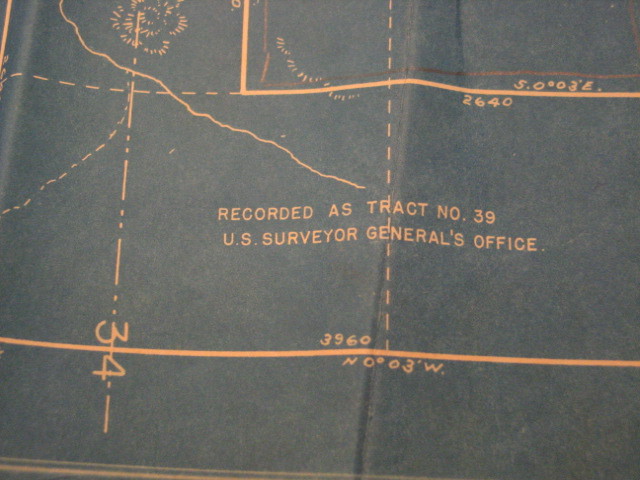 S.0°03'E.
2640
RECORDED AS TRACT NO. 39
U.S. SURVEYOR GENERAL'S OFFICE.
3960
N 0°03'W.
34